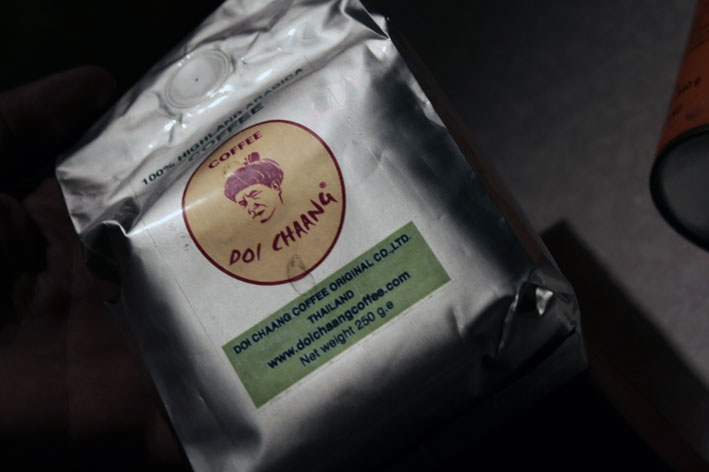 100% HIGHLAND ARABICA
COFFEE
COFFEE
DOI CHAANG®
DOI CHAANG COFFEE ORIGINAL CO.,LTD.
THAILAND
www.doichaangcoffee.com
Net weight 250 g.e